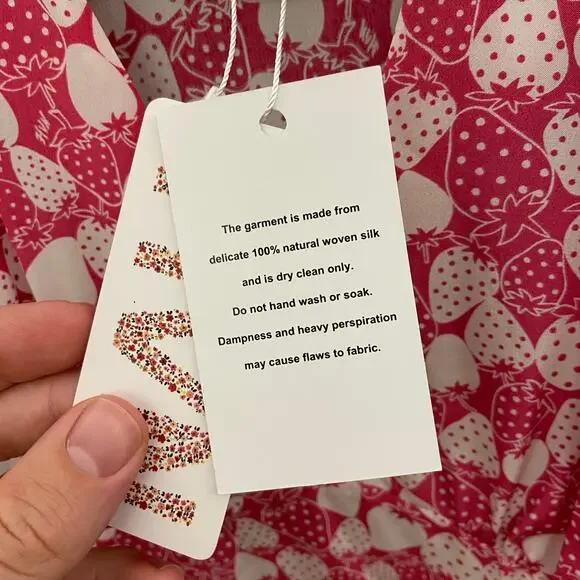 The garment is made from
delicate 100% natural woven silk
and is dry clean only.
Do not hand wash or soak.
Dampness and heavy perspiration
may cause flaws to fabric.